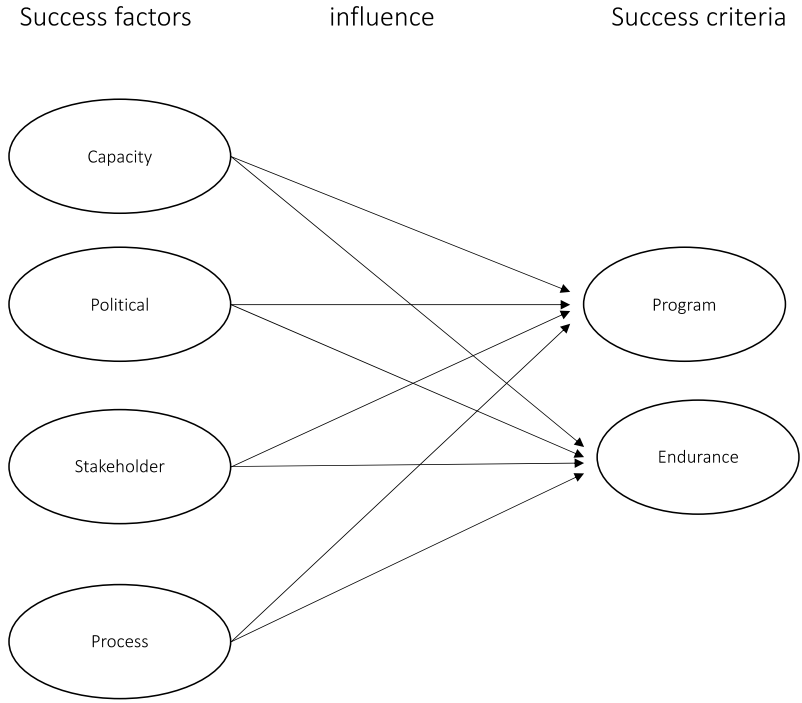 Success factors
influence
Success criteria
Capacity
Political
Program
Stakeholder
Endurance
Process